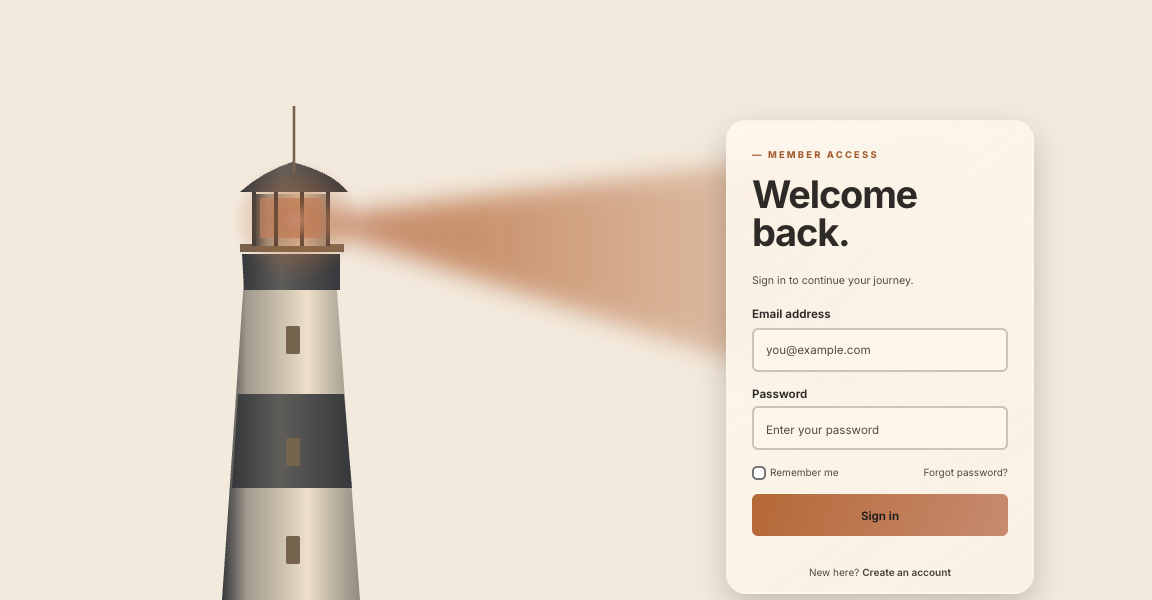 — MEMBER ACCESS
Welcome
back.
Sign in to continue your journey.
Email address
you@example.com
Password
Enter your password
Remember me
Forgot password?
Sign in
New here? Create an account